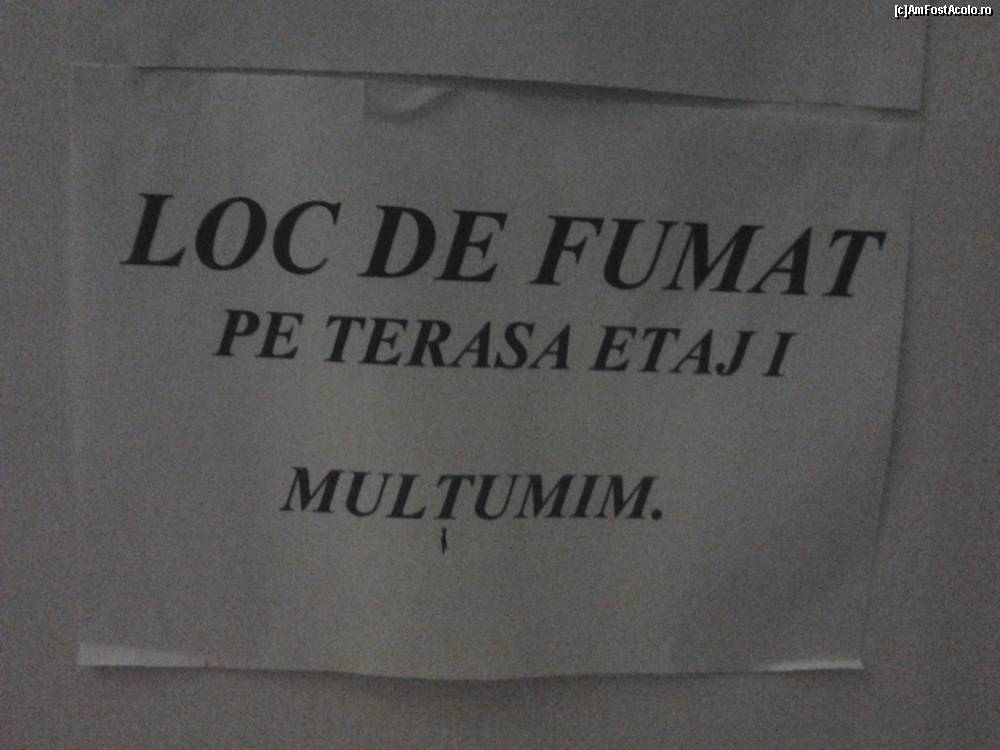 [c]AmFostAcolo.ro
LOC DE FUMAT
PE TERASA ETAJ I
MULȚUMIM.